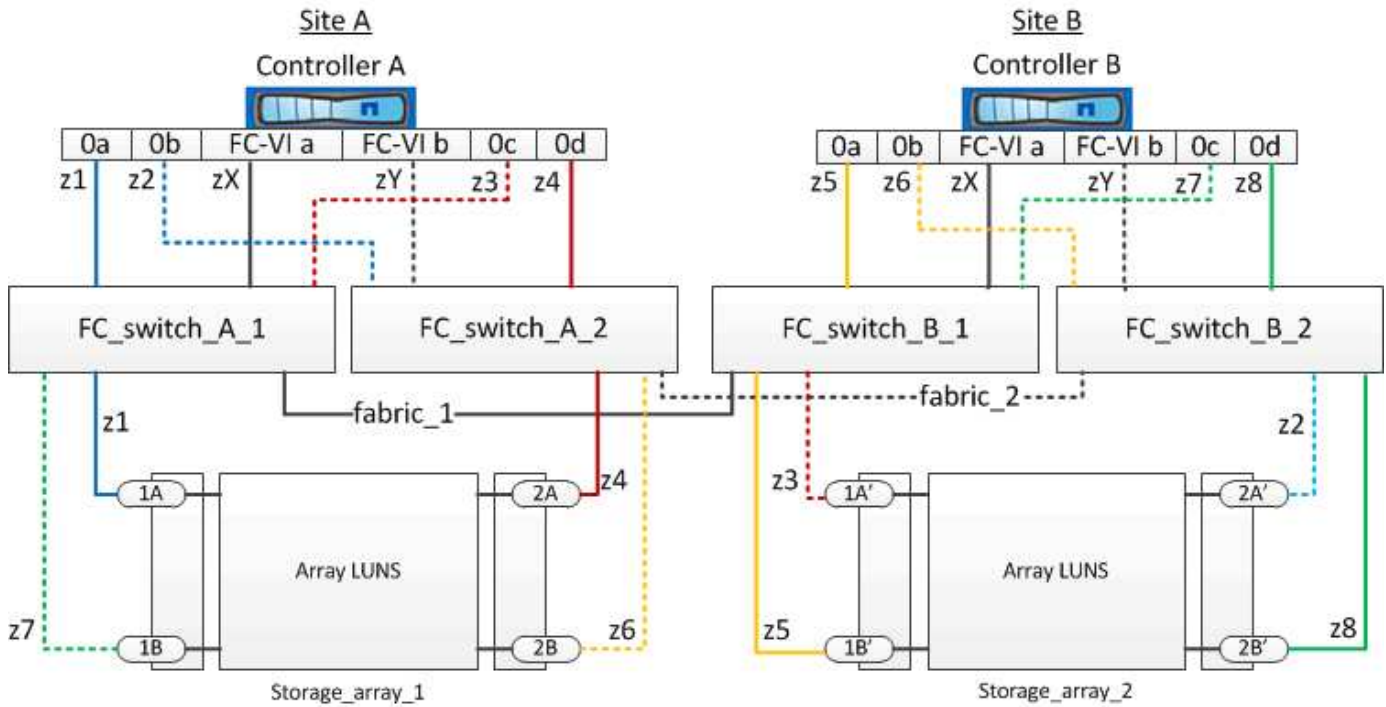 Site A
Site B
Controller A
Controller B
0a 0b FC-VI a FC-VI b 0c 0d
0a 0b FC-VI a FC-VI b 0c 0d
z1 z2 zX zY z3 z4
z5 z6 zX zY z7 z8
FC_switch_A_1
FC_switch_A_2
FC_switch_B_1
FC_switch_B_2
fabric_1
fabric_2
z1
z4
z3
z2
1A
2A
1A'
2A'
Array LUNS
Array LUNS
z7
z6
z5
z8
1B
2B
1B'
2B'
Storage_array_1
Storage_array_2